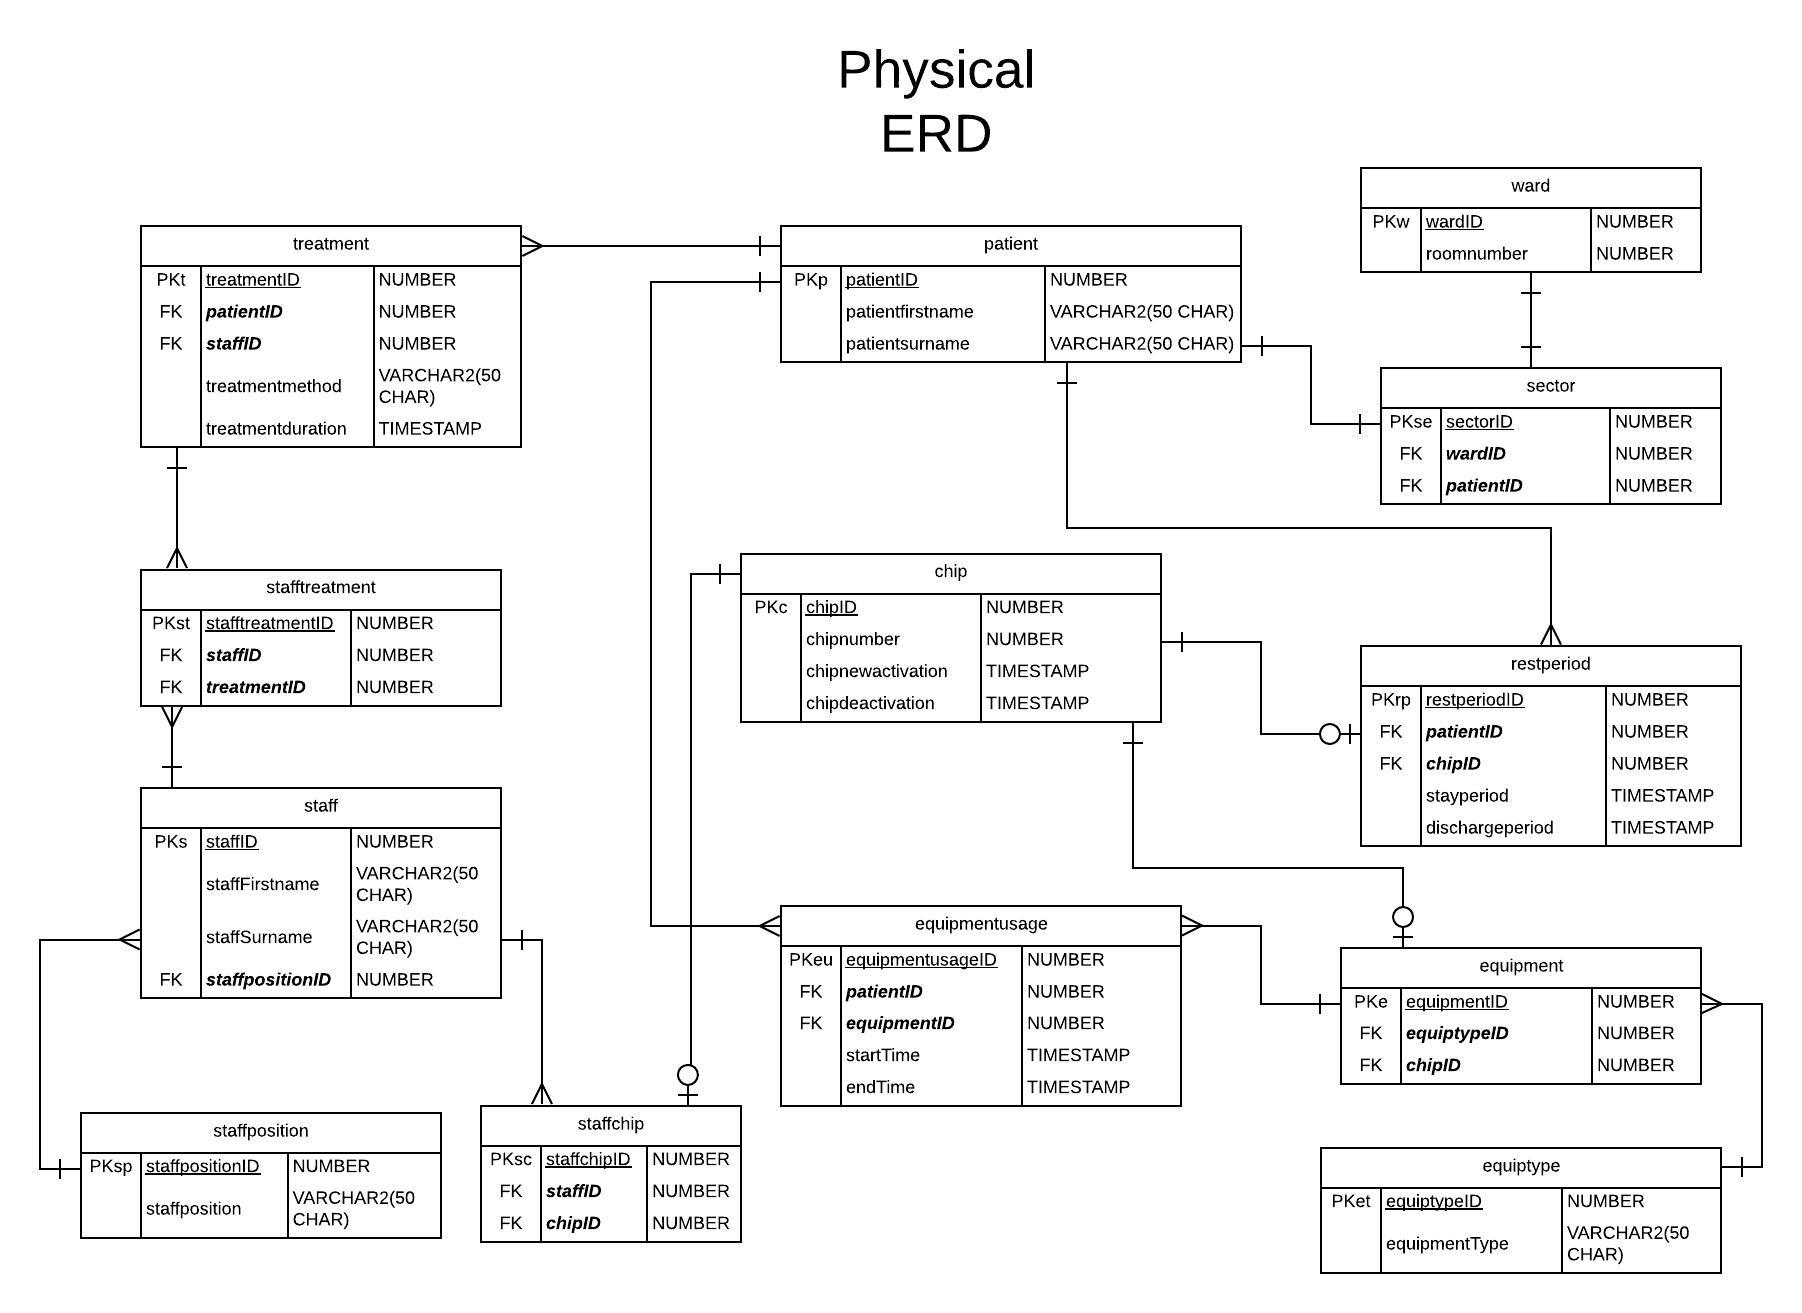 Physical
ERD
ward
PKw wardID NUMBER
roomnumber NUMBER
treatment
PKt treatmentID NUMBER
FK patientID NUMBER
FK staffID NUMBER
treatmentmethod VARCHAR2(50
CHAR)
treatmentduration TIMESTAMP
patient
PKp patientID NUMBER
patientfirstname VARCHAR2(50 CHAR)
patientsurname VARCHAR2(50 CHAR)
sector
PKse sectorID NUMBER
FK wardID NUMBER
FK patientID NUMBER
stafftreatment
PKst stafftreatmentID NUMBER
FK staffID NUMBER
FK treatmentID NUMBER
chip
PKc chipID NUMBER
chipnumber NUMBER
chipnewactivation TIMESTAMP
chipdeactivation TIMESTAMP
restperiod
PKrp restperiodID NUMBER
FK patientID NUMBER
FK chipID NUMBER
stayperiod TIMESTAMP
dischargeperiod TIMESTAMP
staff
PKs staffID NUMBER
staffFirstname VARCHAR2(50
CHAR)
staffSurname VARCHAR2(50
CHAR)
FK staffpositionID NUMBER
equipmentusage
PKeu equipmentusageID NUMBER
FK patientID NUMBER
FK equipmentID NUMBER
startTime TIMESTAMP
endTime TIMESTAMP
equipment
PKe equipmentID NUMBER
FK equiptypeID NUMBER
FK chipID NUMBER
staffposition
PKsp staffpositionID NUMBER
staffposition VARCHAR2(50
CHAR)
staffchip
PKsc staffchipID NUMBER
FK staffID NUMBER
FK chipID NUMBER
equiptype
PKet equiptypeID NUMBER
equipmentType VARCHAR2(50
CHAR)